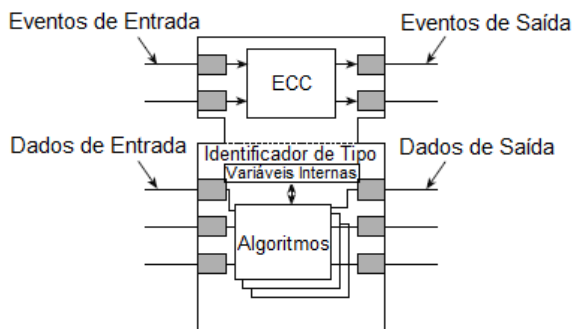 Eventos de Entrada
Eventos de Saída
ECC
Dados de Entrada
Identificador de Tipo
Dados de Saída
Variáveis Internas
Algoritmos